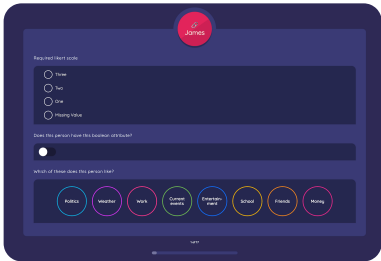 James
Required likert scale
Three
Two
One
Missing Value
Does this person have this boolean attribute?
Which of these does this person like?
Politics
Weather
Work
Current
events
Entertain-
ment
School
Friends
Money